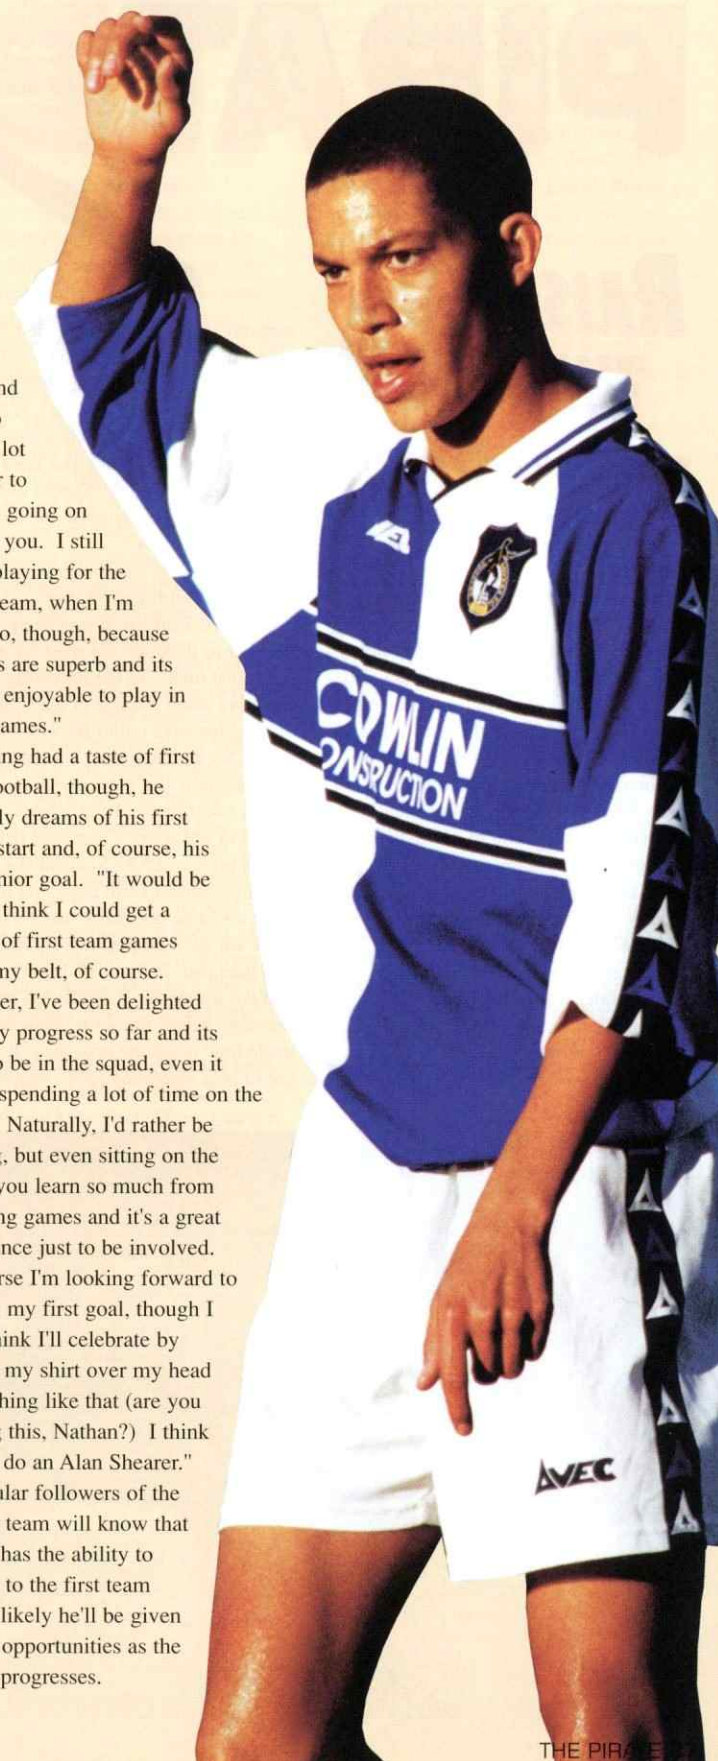 nd
lot
to
going on
you. I still
playing for the
eam, when I'm
o, though, because
s are superb and its
enjoyable to play in
ames."
ng had a taste of first
ootball, though, he
ly dreams of his first
start and, of course, his
nior goal. "It would be
think I could get a
of first team games
my belt, of course.
er, I've been delighted
y progress so far and its
o be in the squad, even it
spending a lot of time on the
Naturally, I'd rather be
g, but even sitting on the
you learn so much from
ng games and it's a great
nce just to be involved.
rse I'm looking forward to
my first goal, though I
hink I'll celebrate by
my shirt over my head
hing like that (are you
g this, Nathan?) I think
do an Alan Shearer."
ular followers of the
team will know that
has the ability to
to the first team
likely he'll be given
opportunities as the
progresses.
COWLIN
ONSRUCTION
AVEC
THE PIRATE